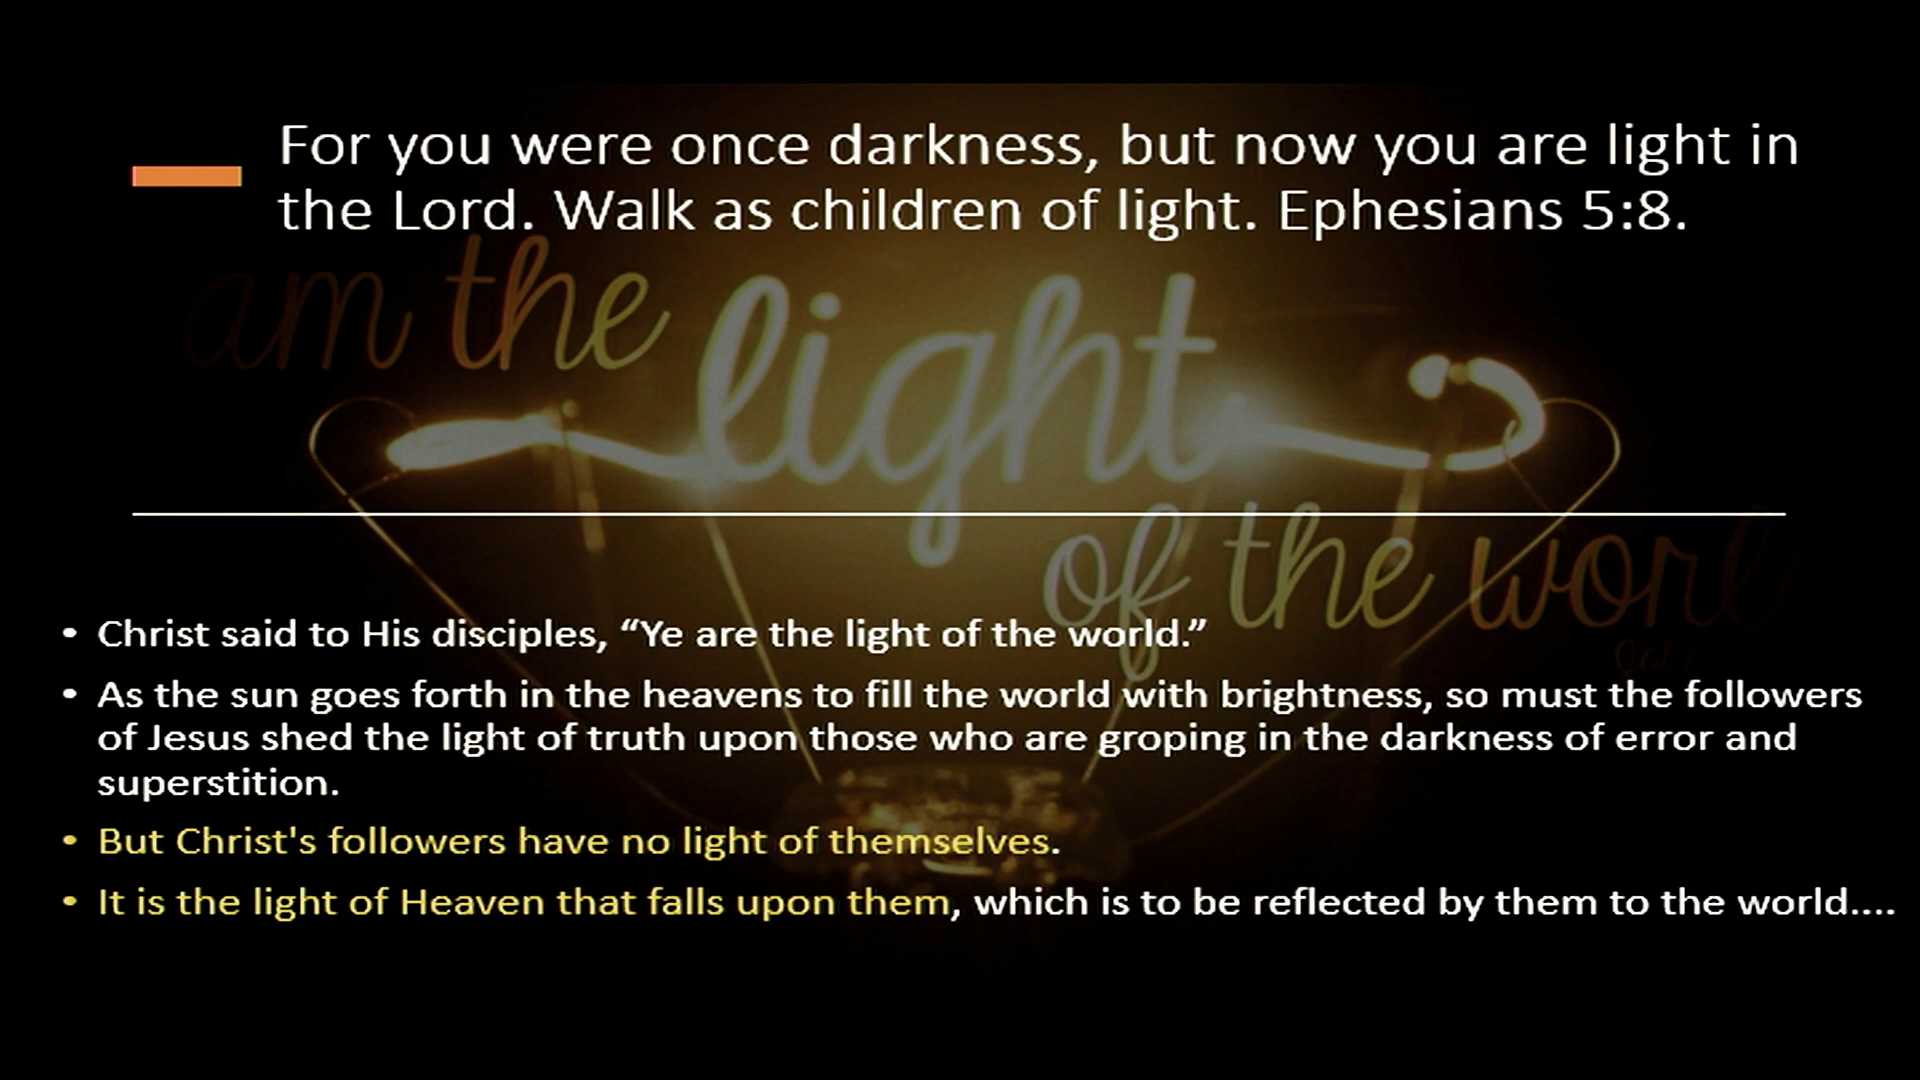 For you were once darkness, but now you are light in
the Lord. Walk as children of light. Ephesians 5:8.
am the
light
of the worl
• Christ said to His disciples, “Ye are the light of the world.”
• As the sun goes forth in the heavens to fill the world with brightness, so must the followers
of Jesus shed the light of truth upon those who are groping in the darkness of error and
superstition.
• But Christ's followers have no light of themselves.
• It is the light of Heaven that falls upon them, which is to be reflected by them to the world....